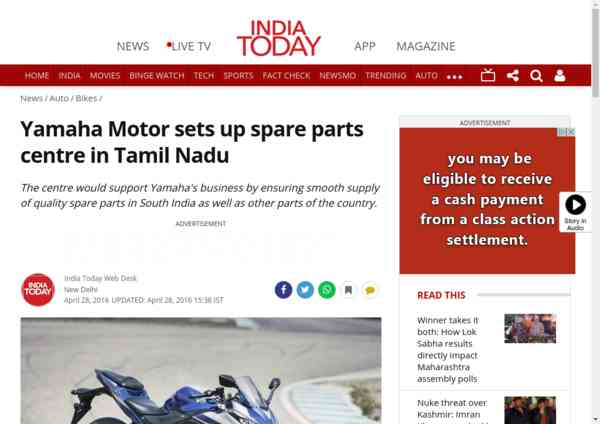 INDIA
TODAY
NEWS
LIVE TV
APP
MAGAZINE
HOME INDIA MOVIES BINGE WATCH TECH SPORTS FACT CHECK NEWSMO TRENDING AUTO
News / Auto / Bikes /
Yamaha Motor sets up spare parts
centre in Tamil Nadu
The centre would support Yamaha's business by ensuring smooth supply
of quality spare parts in South India as well as other parts of the country.
ADVERTISEMENT
INDIA
TODAY
India Today Web Desk
New Delhi
April 28, 2016 UPDATED: April 28, 2016 15:38 IST
ADVERTISEMENT
you may be
eligible to receive
a cash payment
from a class action
settlement.
Story in
Audio
READ THIS
Winner takes it
both: How Lok
Sabha results
directly impact
Maharashtra
assembly polls
Nuke threat over
Kashmir: Imran